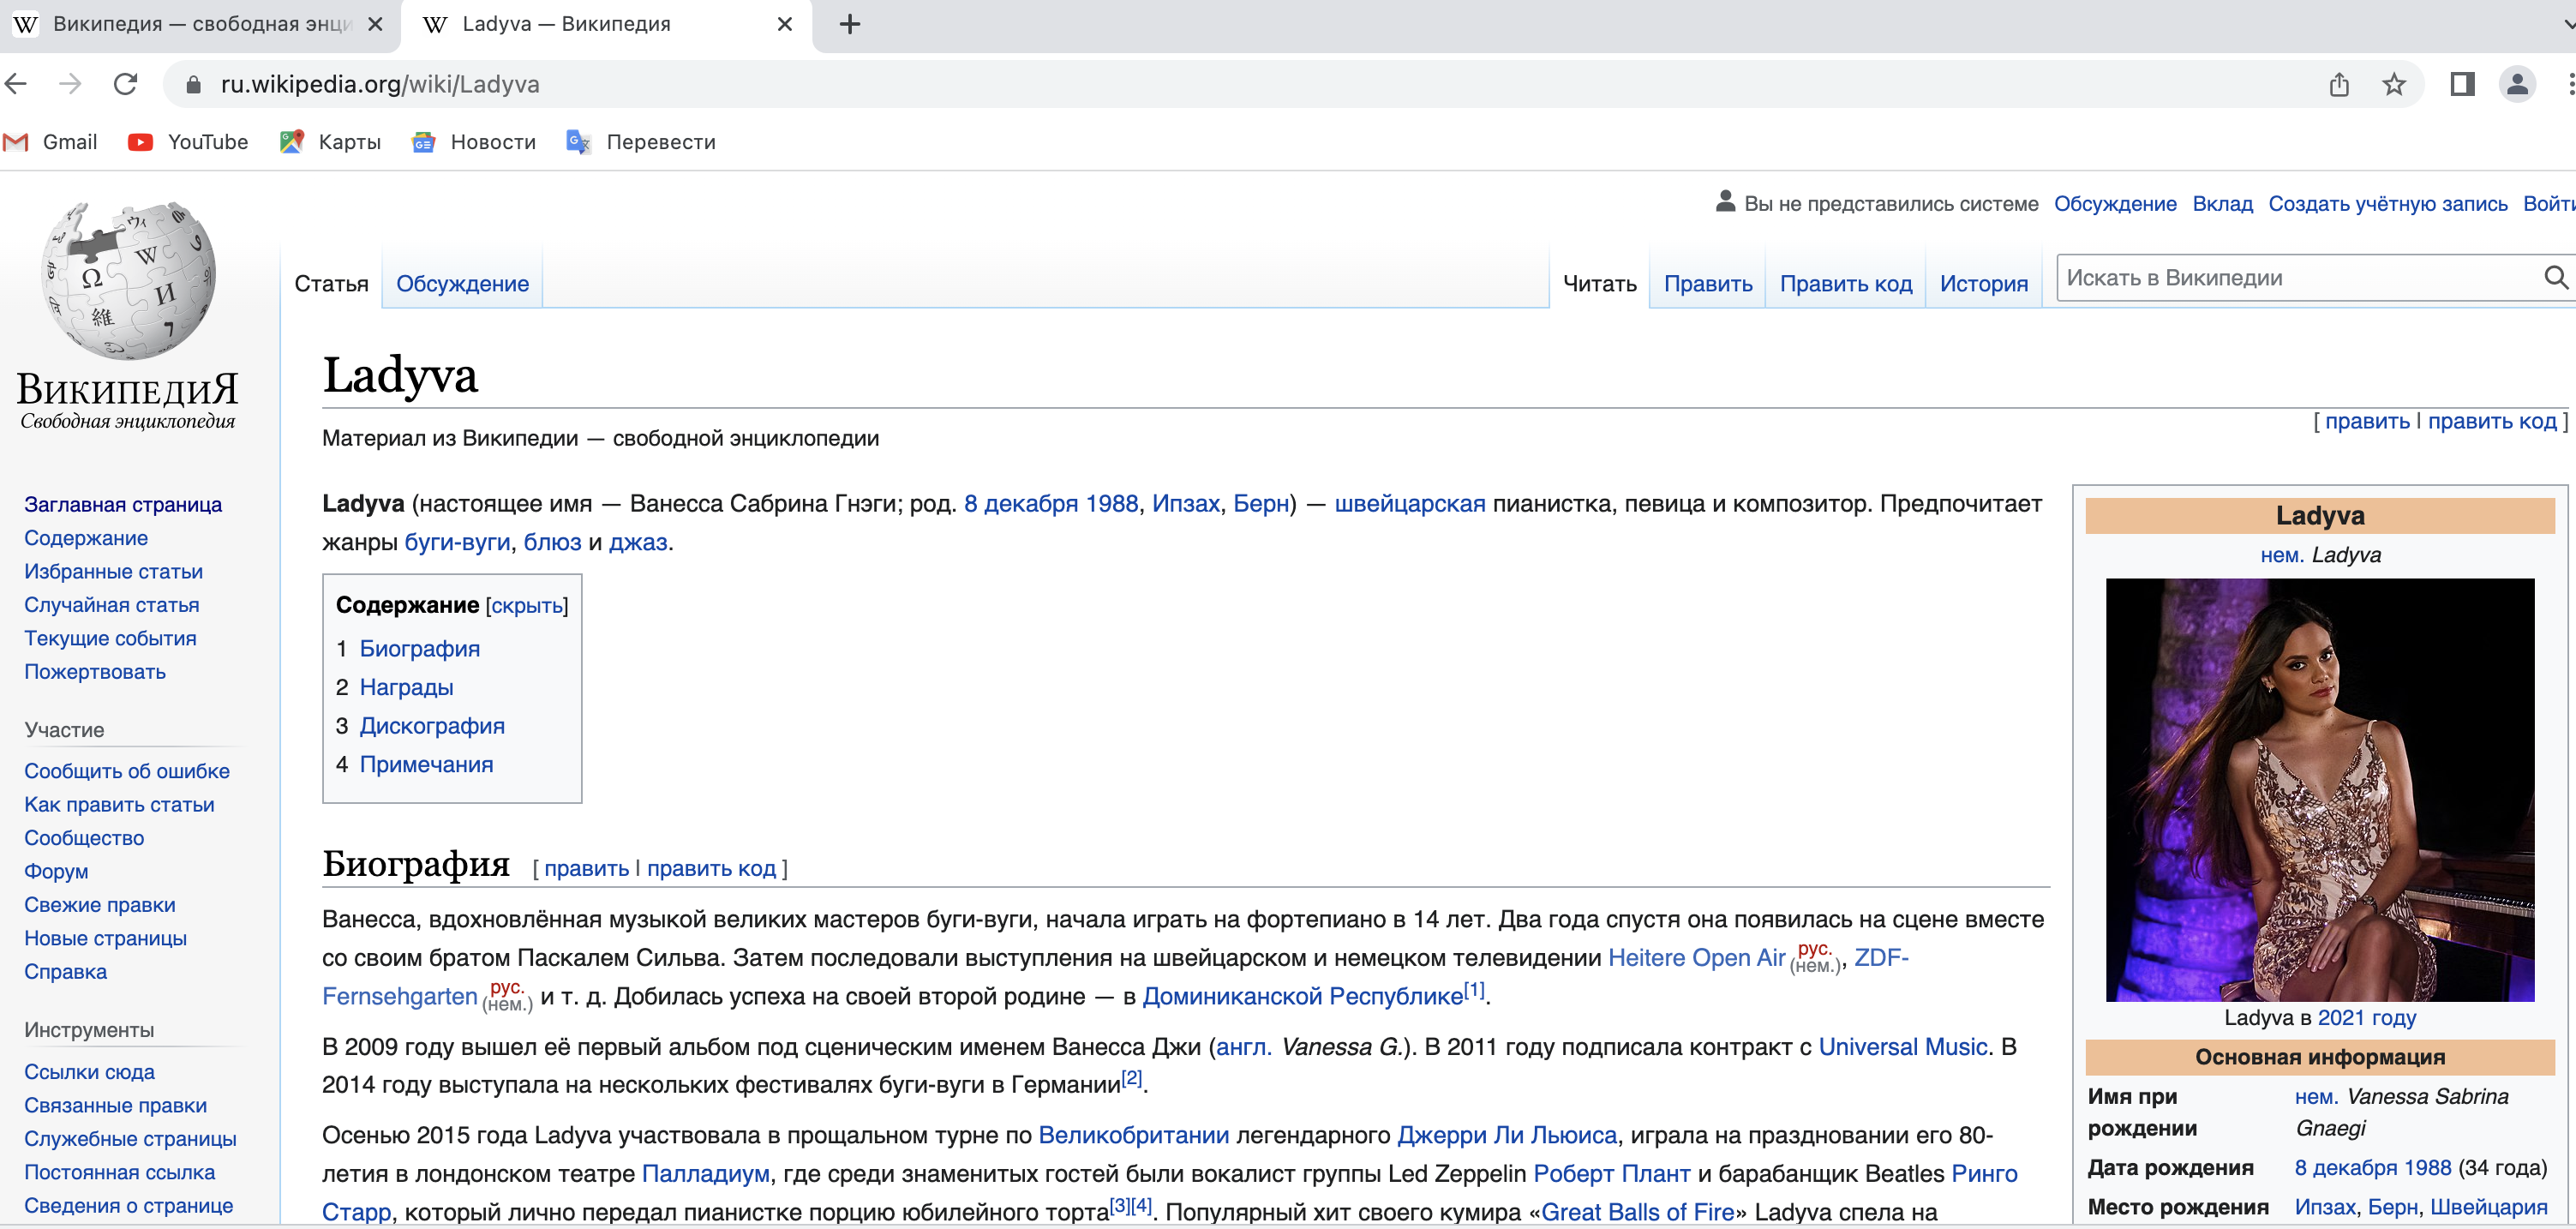 Википедия — свободная энци
Ladyva — Википедия
ru.wikipedia.org/wiki/Ladyva
Gmail YouTube Карты Новости Перевести
Вы не представились системе Обсуждение Вклад Создать учётную запись Войти
Статья Обсуждение Читать Править Править код История Искать в Википедии
ВикипедиЯ
Свободная энциклопедия
Заглавная страница
Содержание
Избранные статьи
Случайная статья
Текущие события
Пожертвовать
Участие
Сообщить об ошибке
Как править статьи
Сообщество
Форум
Свежие правки
Новые страницы
Справка
Инструменты
Ссылки сюда
Связанные правки
Служебные страницы
Постоянная ссылка
Сведения о странице
Ladyva
[ править | править код ]
Материал из Википедии — свободной энциклопедии
Ladyva (настоящее имя — Ванесса Сабрина Гнэги; род. 8 декабря 1988, Ипзах, Берн) — швейцарская пианистка, певица и композитор. Предпочитает
жанры буги-вуги, блюз и джаз.
Содержание [скрыть]
1 Биография
2 Награды
3 Дискография
4 Примечания
Биография [ править | править код ]
Ванесса, вдохновлённая музыкой великих мастеров буги-вуги, начала играть на фортепиано в 14 лет. Два года спустя она появилась на сцене вместе
со своим братом Паскалем Сильва. Затем последовали выступления на швейцарском и немецком телевидении Heitere Open Air рус. (нем.), ZDF-
Fernsehgarten рус. (нем.) и т. д. Добилась успеха на своей второй родине — в Доминиканской Республике[1].
В 2009 году вышел её первый альбом под сценическим именем Ванесса Джи (англ. Vanessa G.). В 2011 году подписала контракт с Universal Music. В
2014 году выступала на нескольких фестивалях буги-вуги в Германии[2].
Осенью 2015 года Ladyva участвовала в прощальном турне по Великобритании легендарного Джерри Ли Льюиса, играла на праздновании его 80-
летия в лондонском театре Палладиум, где среди знаменитых гостей были вокалист группы Led Zeppelin Роберт Плант и барабанщик Beatles Ринго
Старр, который лично передал пианистке порцию юбилейного торта[3][4]. Популярный хит своего кумира «Great Balls of Fire» Ladyva спела на
Ladyva
нем. Ladyva
Ladyva в 2021 году
Основная информация
Имя при рождении нем. Vanessa Sabrina Gnaegi
Дата рождения 8 декабря 1988 (34 года)
Место рождения Ипзах, Берн, Швейцария